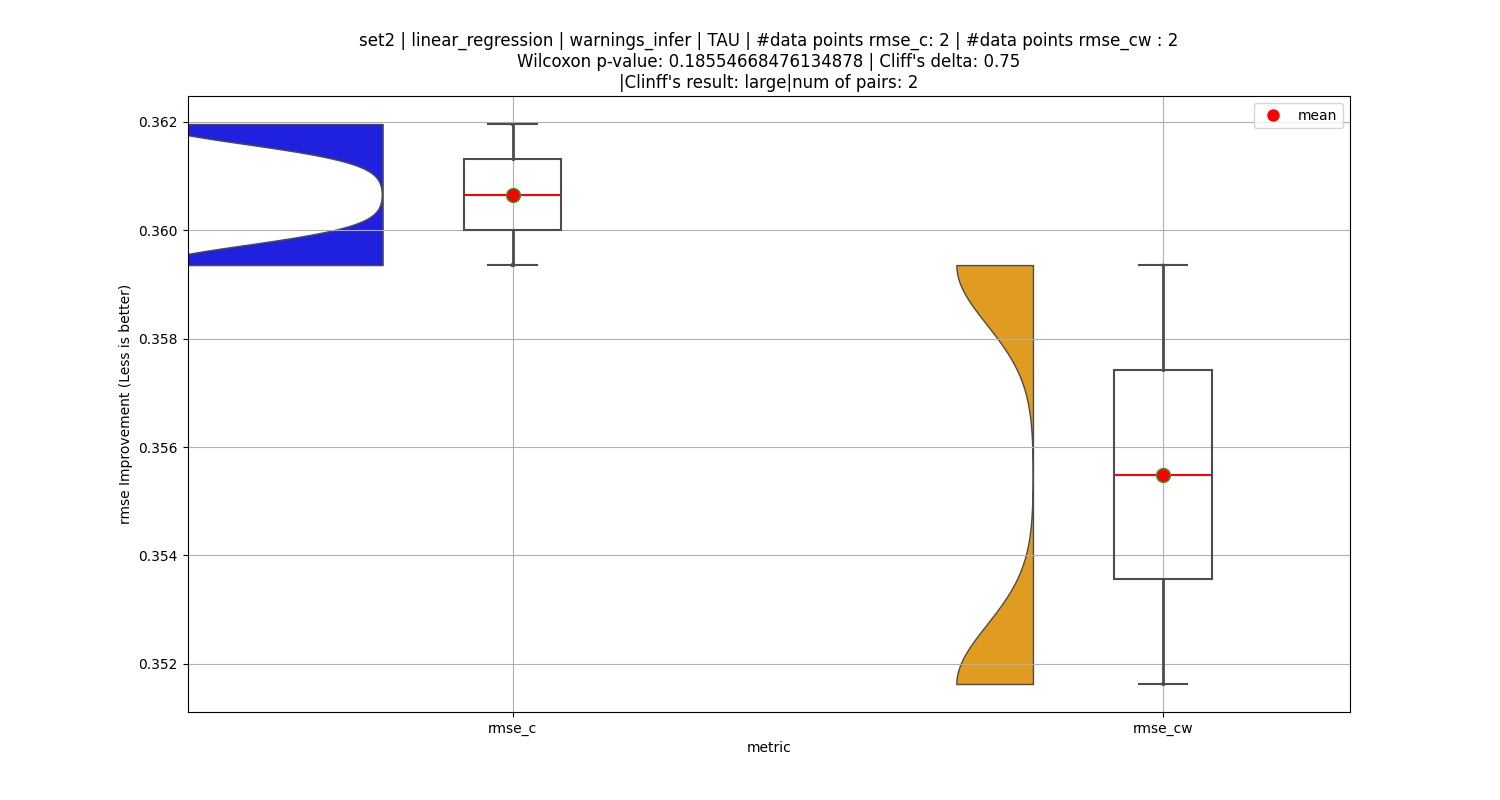 set2 | linear_regression | warnings_infer | TAU | #data points rmse_c: 2 | #data points rmse_cw : 2
Wilcoxon p-value: 0.18554668476134878 | Cliff's delta: 0.75
|Clinff's result: large|num of pairs: 2
mean
0.362
0.360
0.358
0.356
0.354
0.352
rmse Improvement (Less is better)
rmse_c
rmse_cw
metric